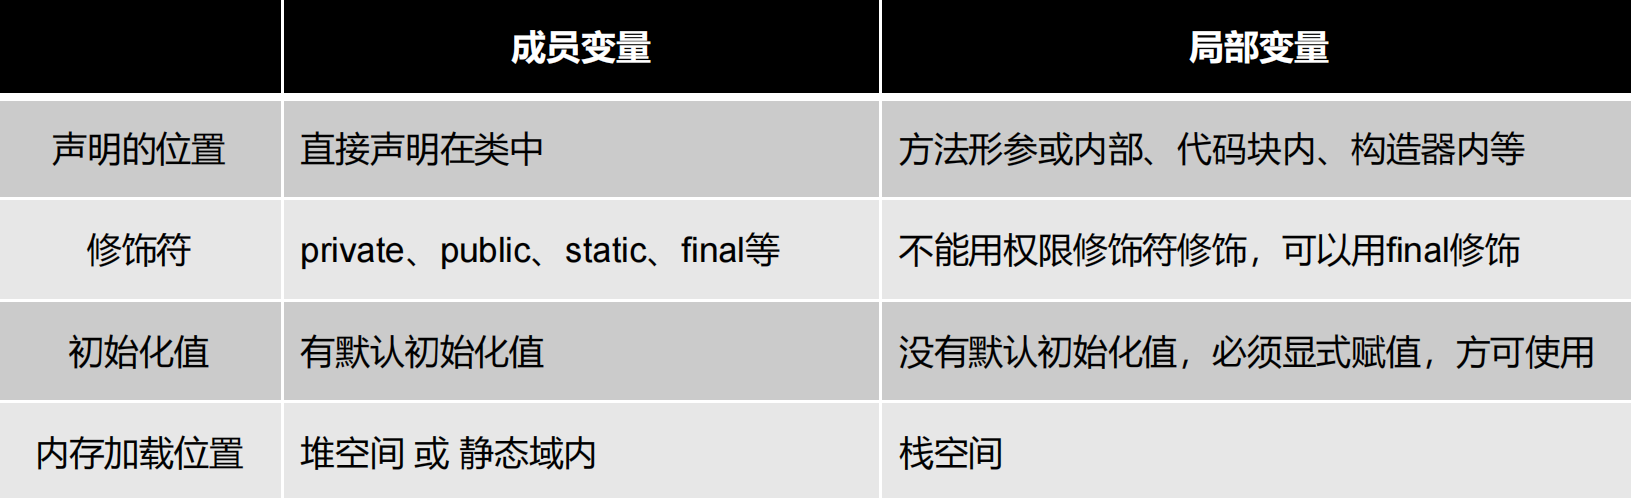 成员变量 局部变量
声明的位置 直接声明在类中 方法形参或内部、代码块内、构造器内等
修饰符 private、public、static、final等 不能用权限修饰符修饰，可以用final修饰
初始化值 有默认初始化值 没有默认初始化值，必须显式赋值，方可使用
内存加载位置 堆空间 或 静态域内 栈空间